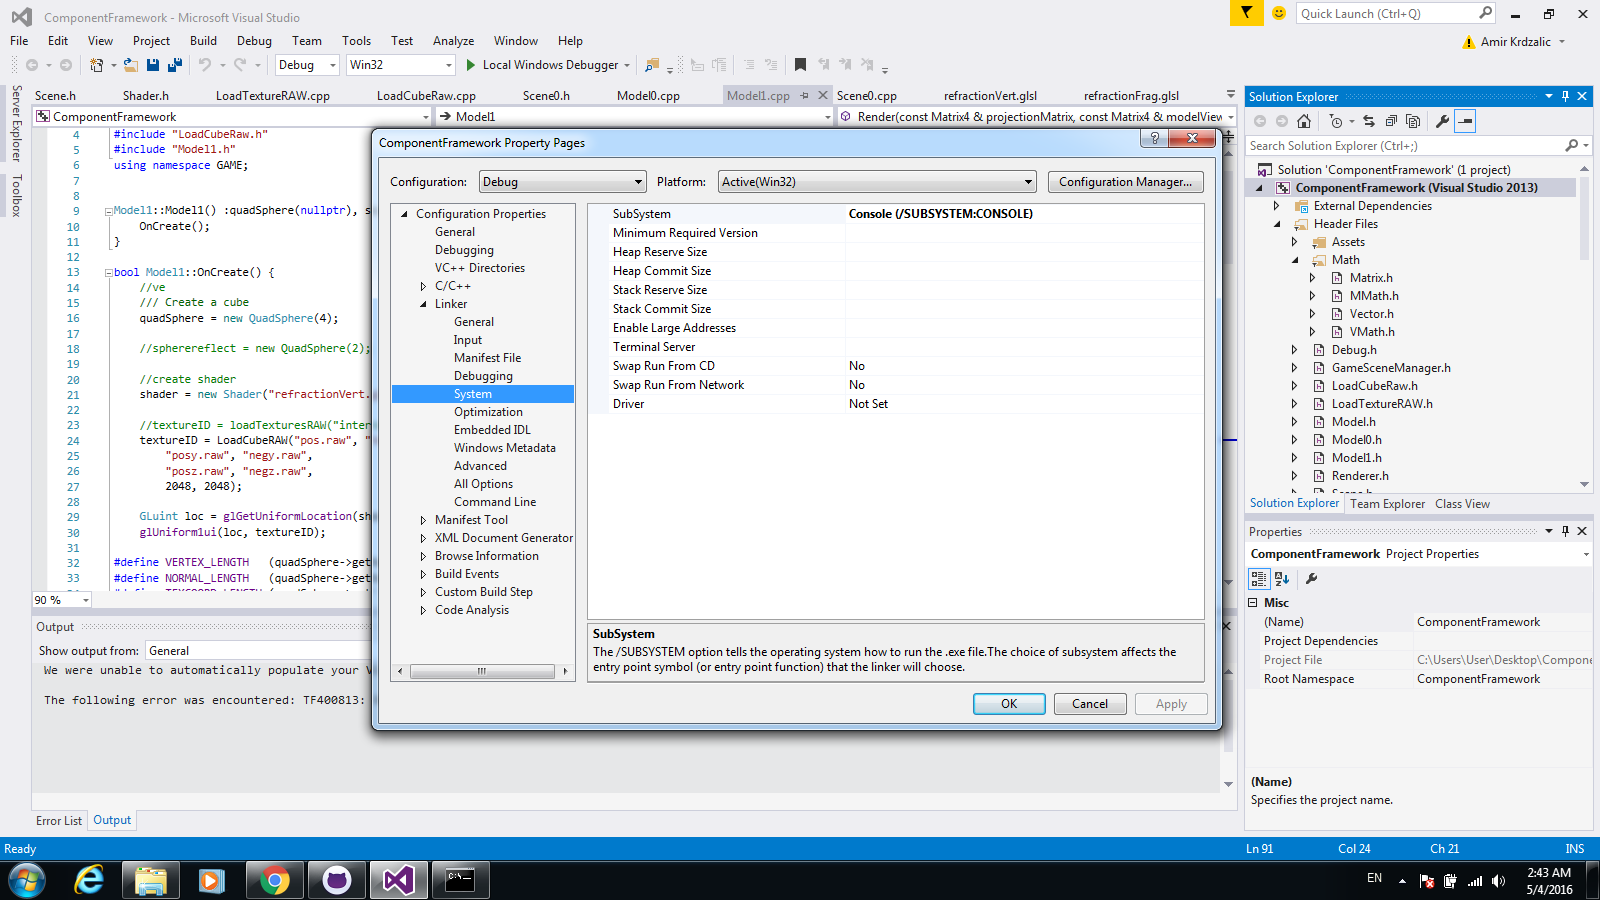 ComponentFramework - Microsoft Visual Studio
Quick Launch (Ctrl+Q)
File Edit View Project Build Debug Team Tools Test Analyze Window Help
Amir Krdzalic
Debug Win32 Local Windows Debugger
Server Explorer
Toolbox
Scene.h Shader.h LoadTextureRAW.cpp LoadCubeRaw.cpp Scene0.h Model0.cpp Model1.cpp Scene0.cpp refractionVert.glsl refractionFrag.glsl
ComponentFramework Model1 Render(const Matrix4 & projectionMatrix, const Matrix4 & modelView
4 #include "LoadCubeRaw.h"
5 #include "Model1.h"
6 using namespace GAME;
7
8
9 Model1::Model1() :quadSphere(nullptr), s
10 OnCreate();
11 }
12
13 bool Model1::OnCreate() {
14 //ve
15 /// Create a cube
16 quadSphere = new QuadSphere(4);
17
18 //spherereflect = new QuadSphere(2);
19
20 //create shader
21 shader = new Shader("refractionVert.
22
23 //textureID = loadTexturesRAW("inter
24 textureID = LoadCubeRAW("pos.raw", "
25 "posy.raw", "negy.raw",
26 "posz.raw", "negz.raw",
27 2048, 2048);
28
29 GLuint loc = glGetUniformLocation(sh
30 glUniform1ui(loc, textureID);
31
32 #define VERTEX_LENGTH (quadSphere->get
33 #define NORMAL_LENGTH (quadSphere->get
90 %
ComponentFramework Property Pages
Configuration: Debug Platform: Active(Win32) Configuration Manager...
Configuration Properties
General
Debugging
VC++ Directories
C/C++
Linker
General
Input
Manifest File
Debugging
System
Optimization
Embedded IDL
Windows Metadata
Advanced
All Options
Command Line
Manifest Tool
XML Document Generator
Browse Information
Build Events
Custom Build Step
Code Analysis
SubSystem Console (/SUBSYSTEM:CONSOLE)
Minimum Required Version
Heap Reserve Size
Heap Commit Size
Stack Reserve Size
Stack Commit Size
Enable Large Addresses
Terminal Server
Swap Run From CD No
Swap Run From Network No
Driver Not Set
SubSystem
The /SUBSYSTEM option tells the operating system how to run the .exe file.The choice of subsystem affects the
entry point symbol (or entry point function) that the linker will choose.
OK Cancel Apply
Output
Show output from: General
We were unable to automatically populate your V
The following error was encountered: TF400813:
Error List Output
Solution Explorer
Search Solution Explorer (Ctrl+;)
Solution 'ComponentFramework' (1 project)
ComponentFramework (Visual Studio 2013)
External Dependencies
Header Files
Assets
Math
Matrix.h
MMath.h
Vector.h
VMath.h
Debug.h
GameSceneManager.h
LoadCubeRaw.h
LoadTextureRAW.h
Model.h
Model0.h
Model1.h
Renderer.h
Solution Explorer Team Explorer Class View
Properties
ComponentFramework Project Properties
Misc
(Name) ComponentFramework
Project Dependencies
Project File C:\Users\User\Desktop\Compone
Root Namespace ComponentFramework
(Name)
Specifies the project name.
Ready Ln 91 Col 24 Ch 21 INS
EN 2:43 AM
5/4/2016